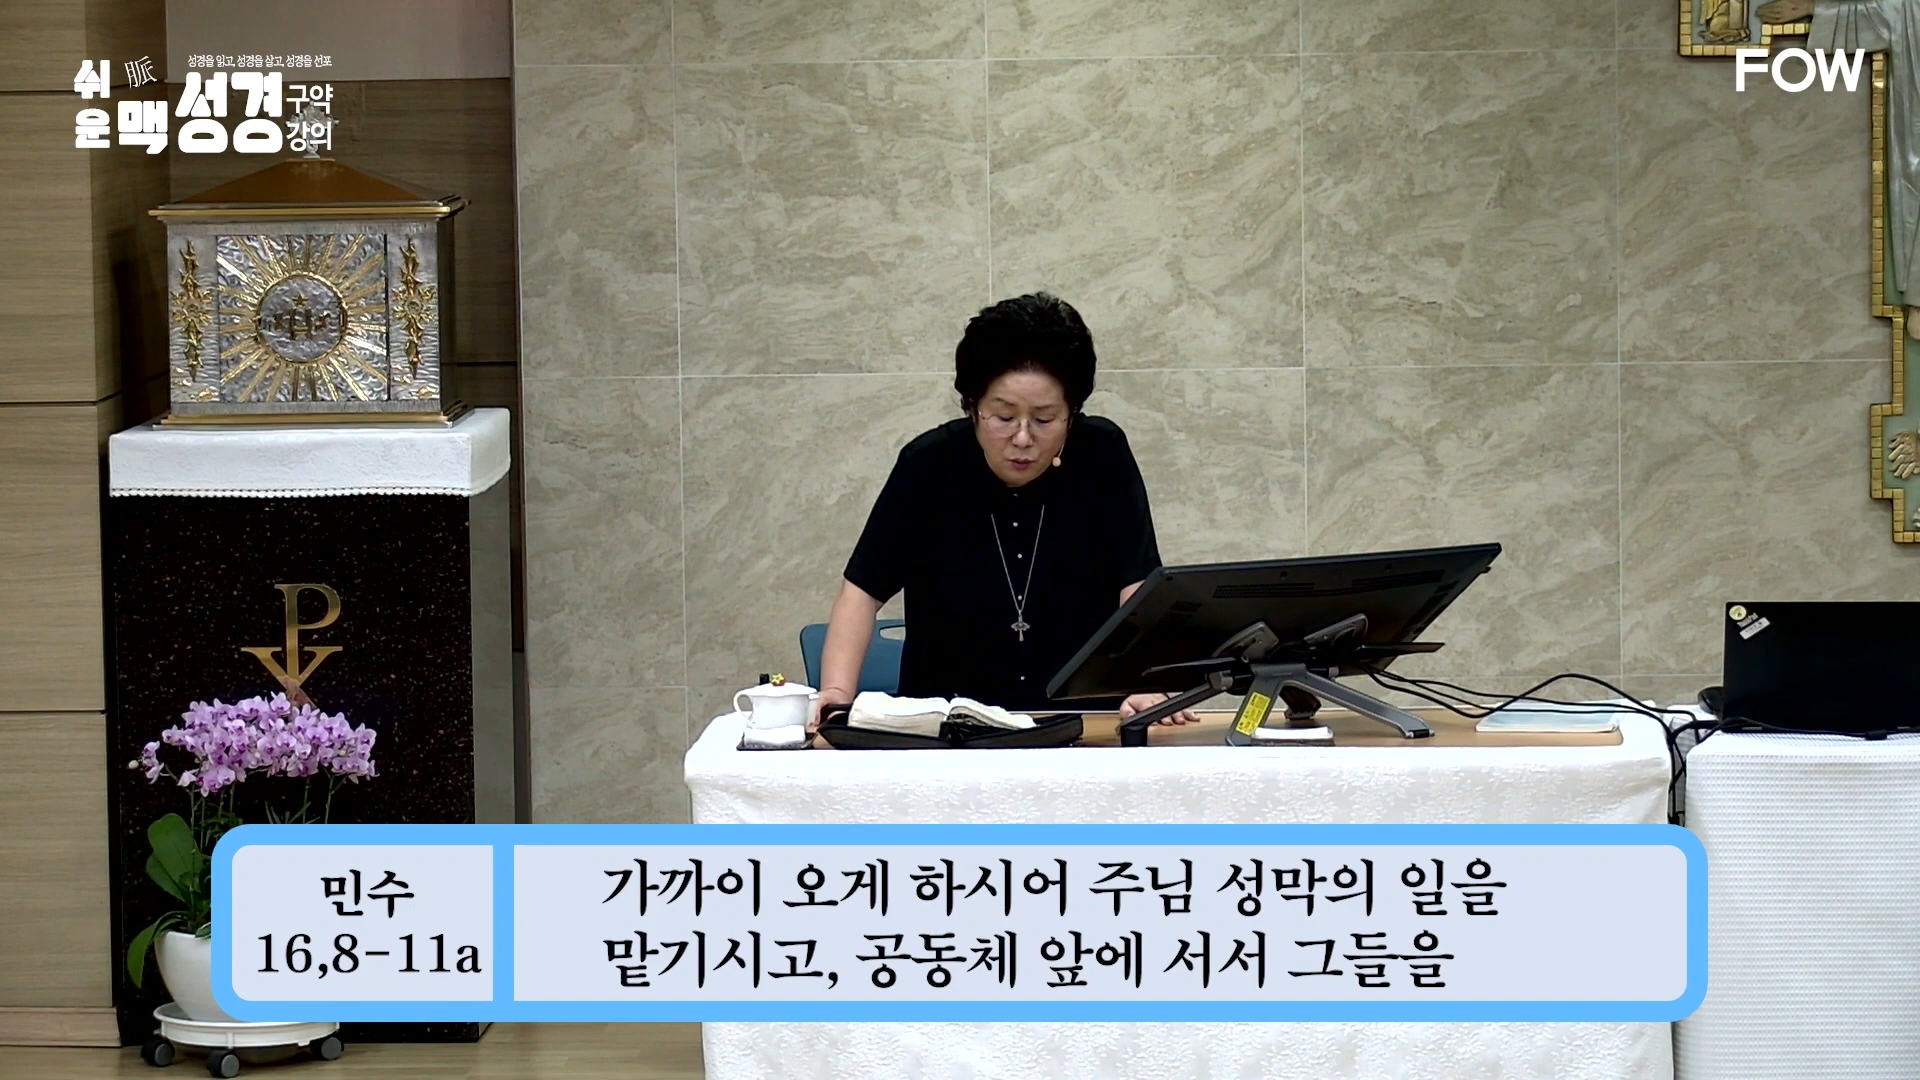 성경을 읽고, 성경을 살고, 성경을 선포
쉬운 脈 맥 성경 구약 강의
FOW
IHS
민수
16,8-11a
가까이 오게 하시어 주님 성막의 일을
맡기시고, 공동체 앞에 서서 그들을